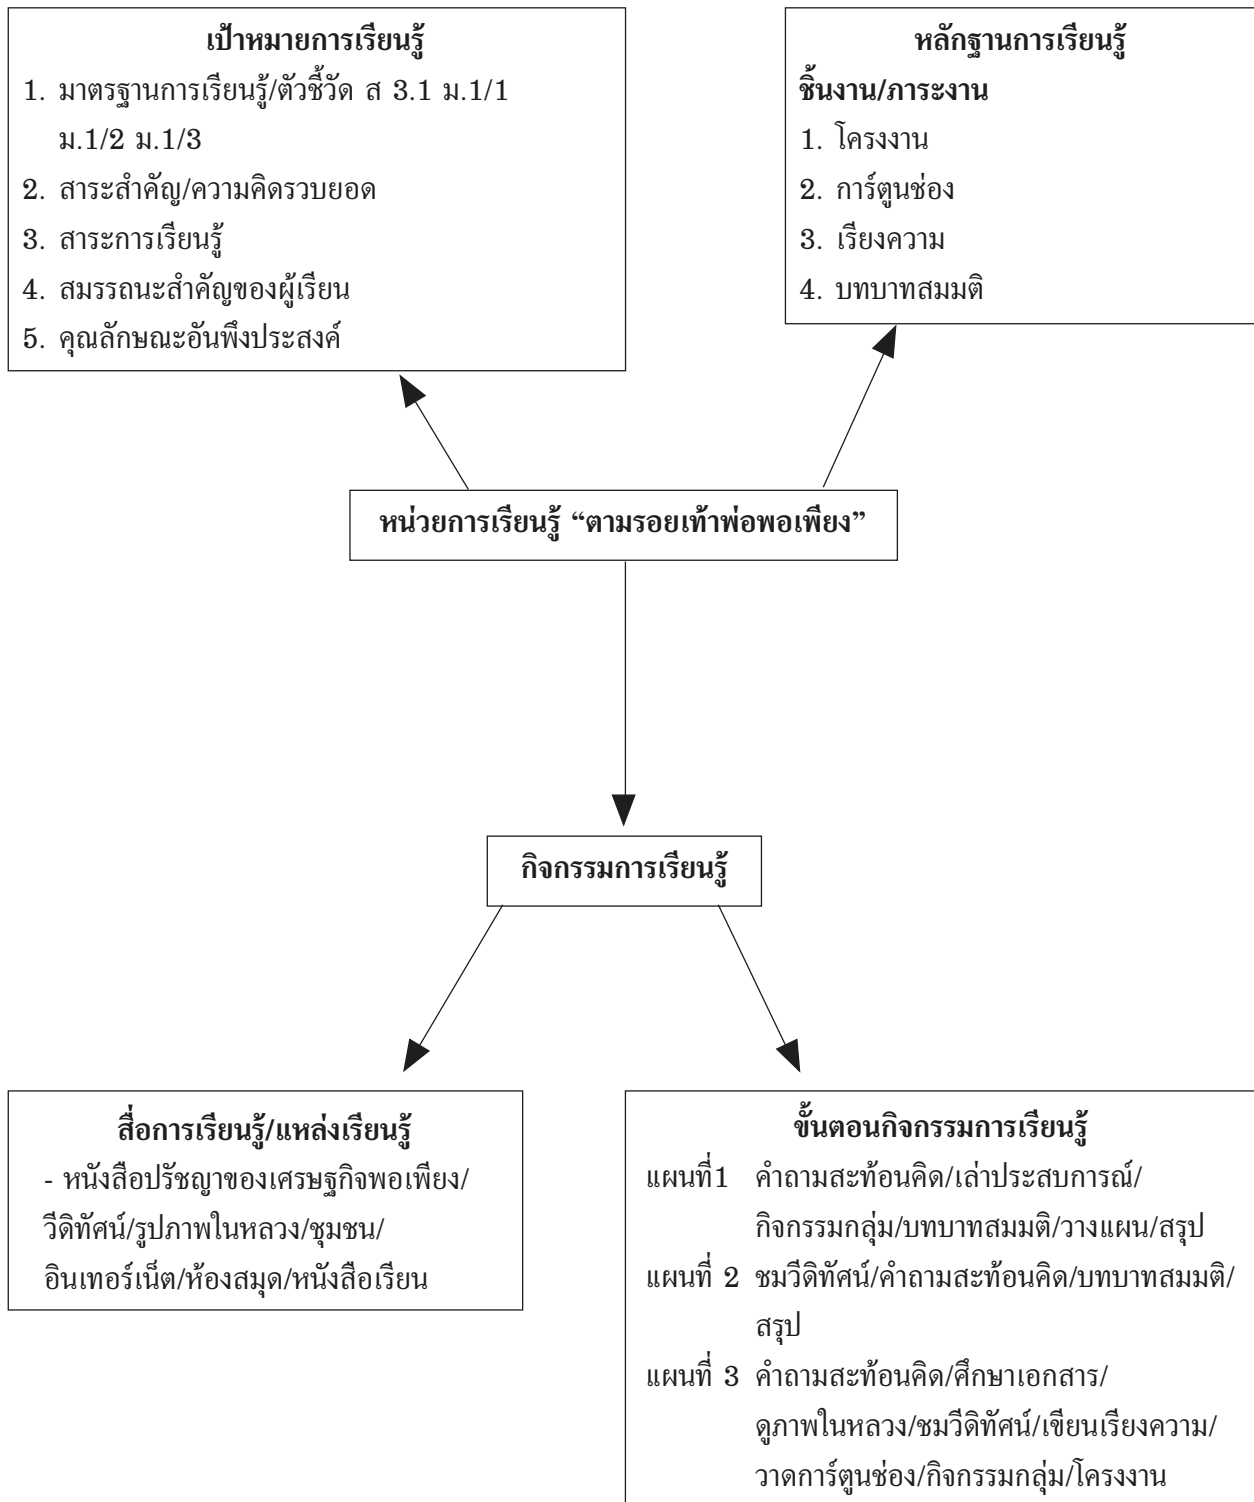 เป้าหมายการเรียนรู้
1. มาตรฐานการเรียนรู้/ตัวชี้วัด ส 3.1 ม.1/1
ม.1/2 ม.1/3
2. สาระสำคัญ/ความคิดรวบยอด
3. สาระการเรียนรู้
4. สมรรถนะสำคัญของผู้เรียน
5. คุณลักษณะอันพึงประสงค์
หลักฐานการเรียนรู้
ชิ้นงาน/ภาระงาน
1. โครงงาน
2. การ์ตูนช่อง
3. เรียงความ
4. บทบาทสมมติ
หน่วยการเรียนรู้ “ตามรอยเท้าพ่อพอเพียง”
กิจกรรมการเรียนรู้
สื่อการเรียนรู้/แหล่งเรียนรู้
- หนังสือปรัชญาของเศรษฐกิจพอเพียง/
วีดิทัศน์/รูปภาพในหลวง/ชุมชน/
อินเทอร์เน็ต/ห้องสมุด/หนังสือเรียน
ขั้นตอนกิจกรรมการเรียนรู้
แผนที่1 คำถามสะท้อนคิด/เล่าประสบการณ์/
กิจกรรมกลุ่ม/บทบาทสมมติ/วางแผน/สรุป
แผนที่ 2 ชมวีดิทัศน์/คำถามสะท้อนคิด/บทบาทสมมติ/
สรุป
แผนที่ 3 คำถามสะท้อนคิด/ศึกษาเอกสาร/
ดูภาพในหลวง/ชมวีดิทัศน์/เขียนเรียงความ/
วาดการ์ตูนช่อง/กิจกรรมกลุ่ม/โครงงาน